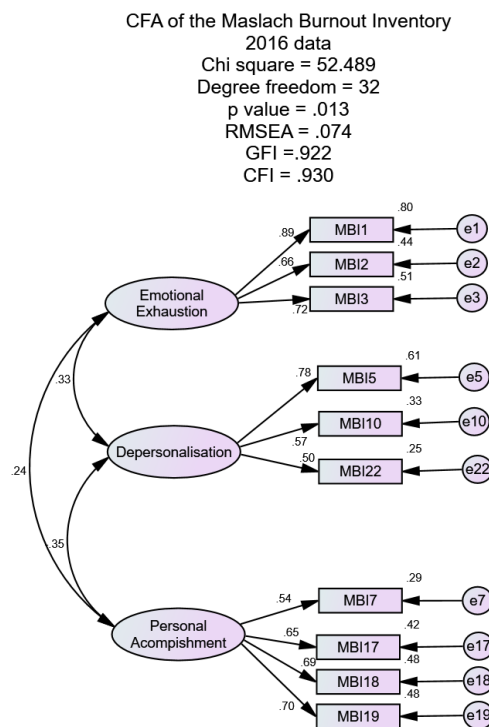 CFA of the Maslach Burnout Inventory
2016 data
Chi square = 52.489
Degree freedom = 32
p value = .013
RMSEA = .074
GFI =.922
CFI = .930
.80
.89
MBI1
e1
.44
.66
MBI2
e2
.51
Emotional
Exhaustion
.72
MBI3
e3
.33
.78
.61
MBI5
e5
.33
.57
MBI10
e10
.24
Depersonalisation
.50
.25
MBI22
e22
.35
.29
.54
MBI7
e7
.42
Personal
Acompishment
.65
MBI17
e17
.48
.69
MBI18
e18
.48
.70
MBI19
e19